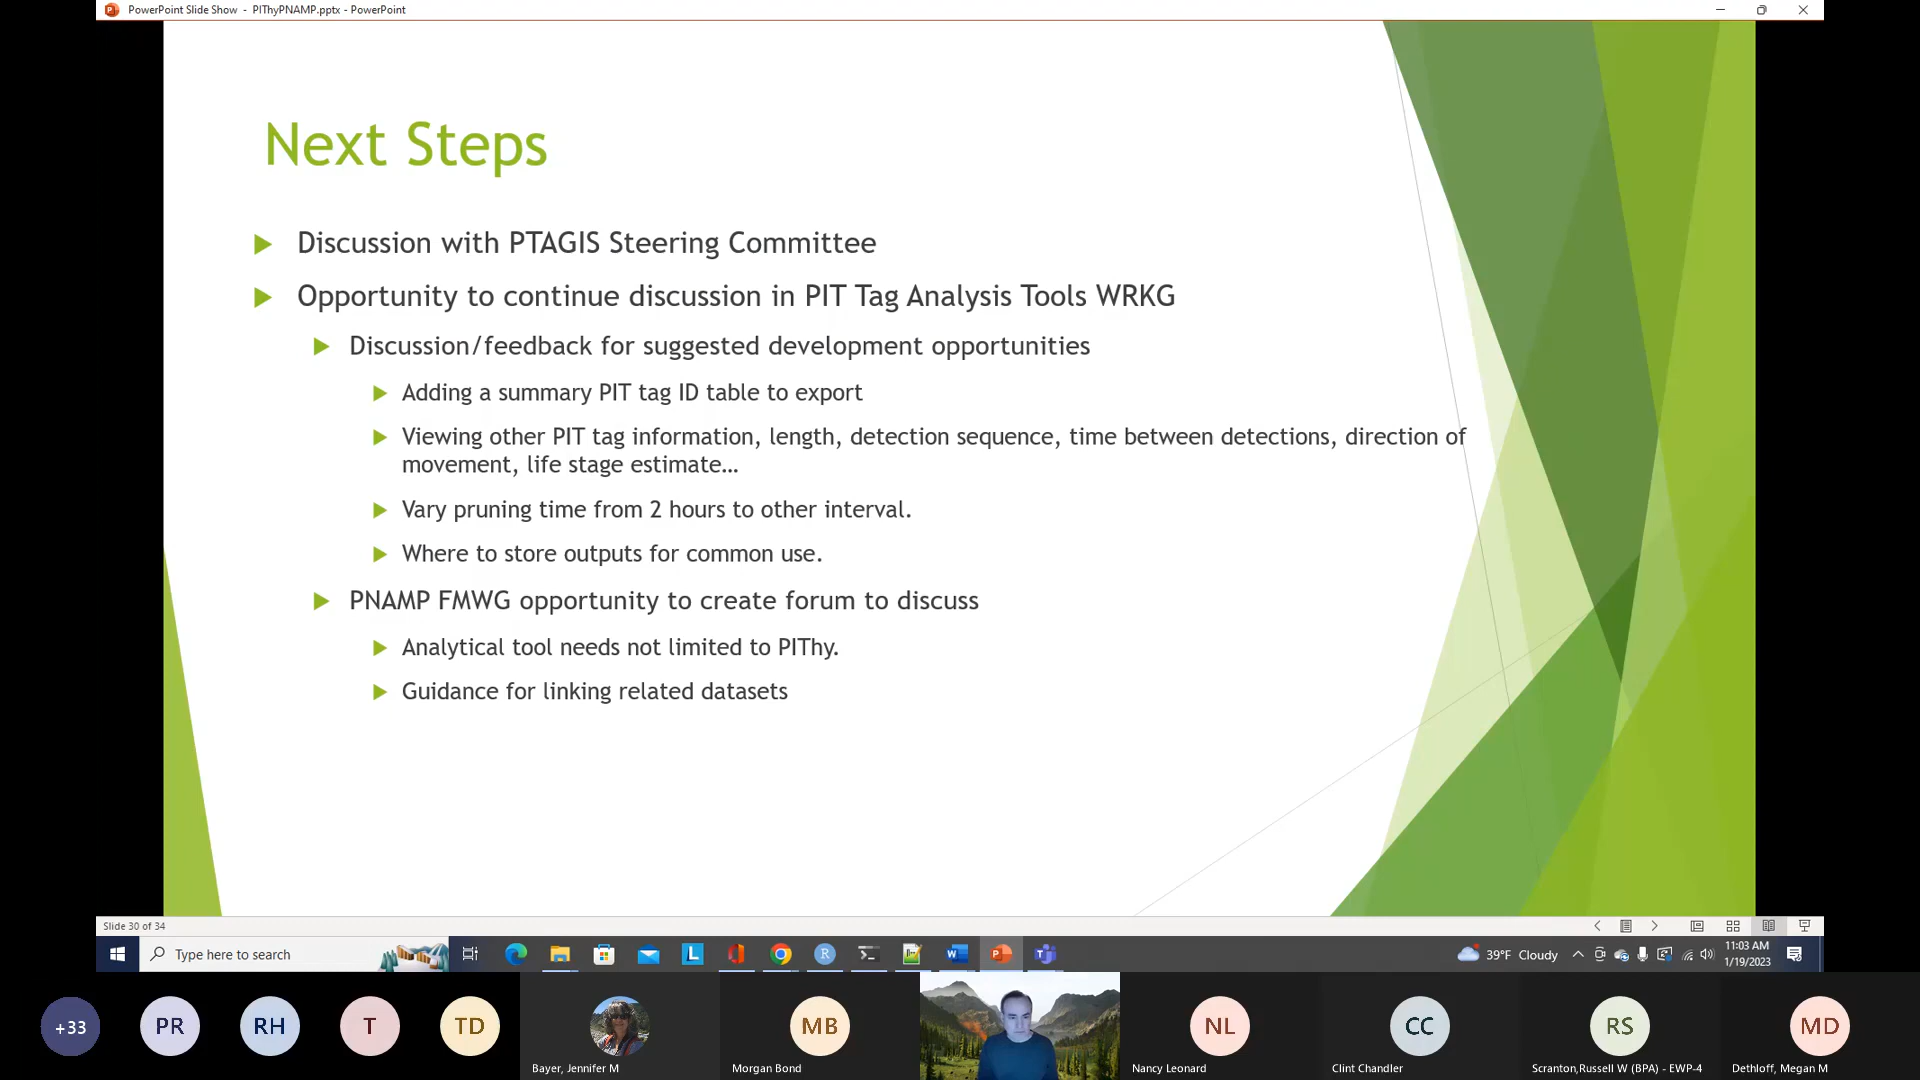 PowerPoint Slide Show - PIThyPNAMP.pptx - PowerPoint
Next Steps
Discussion with PTAGIS Steering Committee
Opportunity to continue discussion in PIT Tag Analysis Tools WRKG
Discussion/feedback for suggested development opportunities
Adding a summary PIT tag ID table to export
Viewing other PIT tag information, length, detection sequence, time between detections, direction of
movement, life stage estimate…
Vary pruning time from 2 hours to other interval.
Where to store outputs for common use.
PNAMP FMWG opportunity to create forum to discuss
Analytical tool needs not limited to PIThy.
Guidance for linking related datasets
Slide 30 of 34
Type here to search
39°F Cloudy
11:03 AM
1/19/2023
+33
PR
RH
T
TD
MB
NL
CC
RS
MD
Bayer, Jennifer M
Morgan Bond
Nancy Leonard
Clint Chandler
Scranton,Russell W (BPA) - EWP-4
Dethloff, Megan M